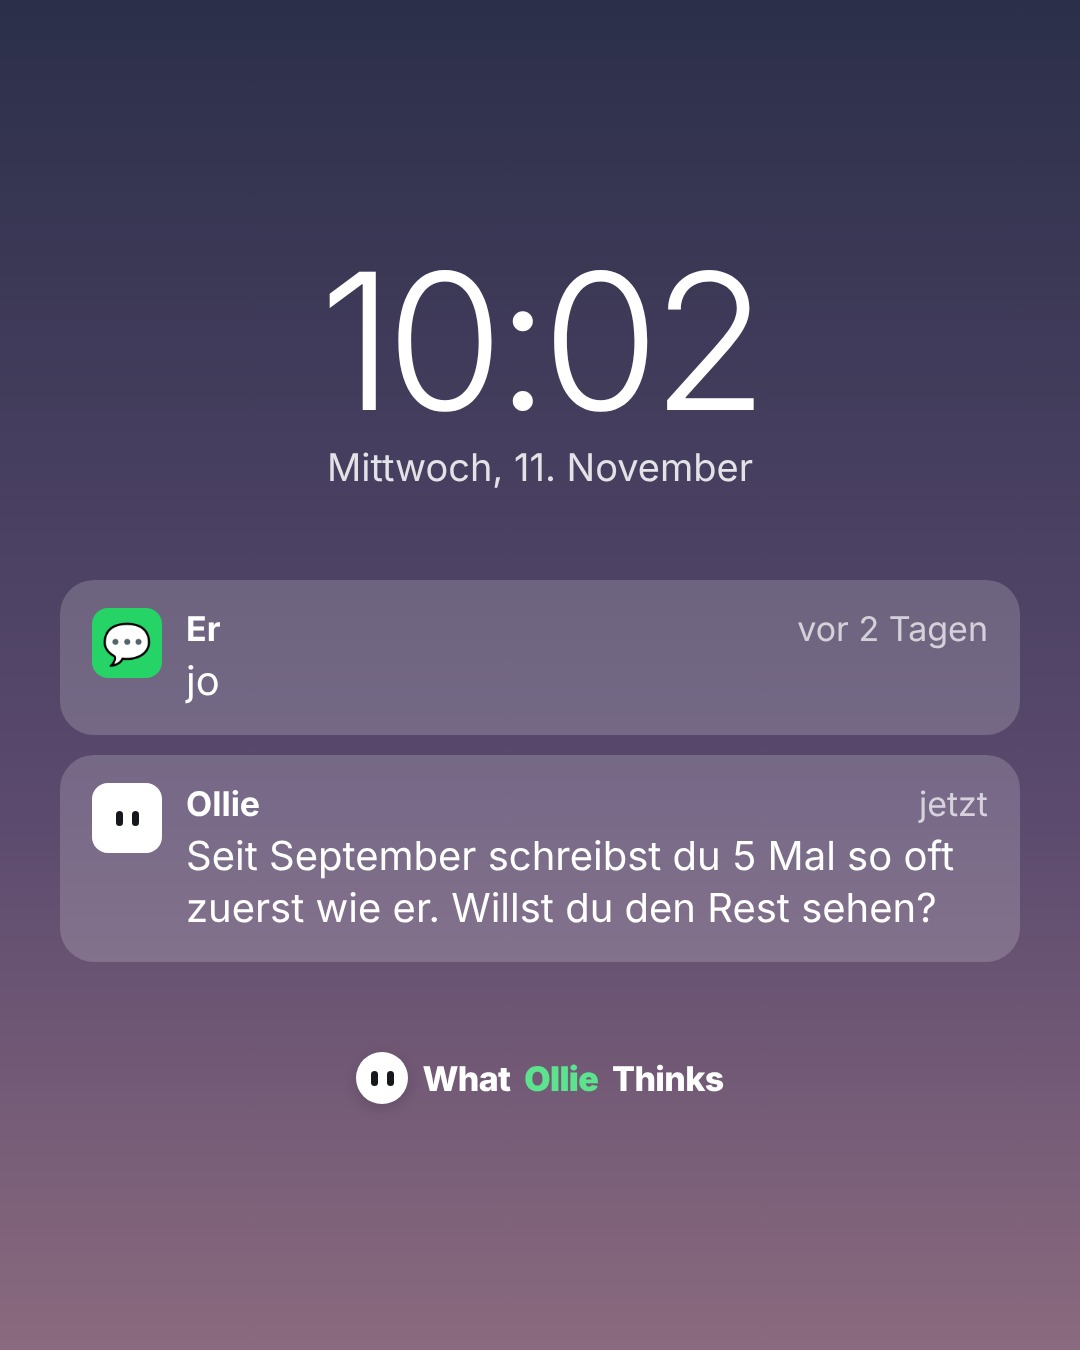 10:02
Mittwoch, 11. November
Er
vor 2 Tagen
jo
Ollie
jetzt
Seit September schreibst du 5 Mal so oft
zuerst wie er. Willst du den Rest sehen?
What Ollie Thinks